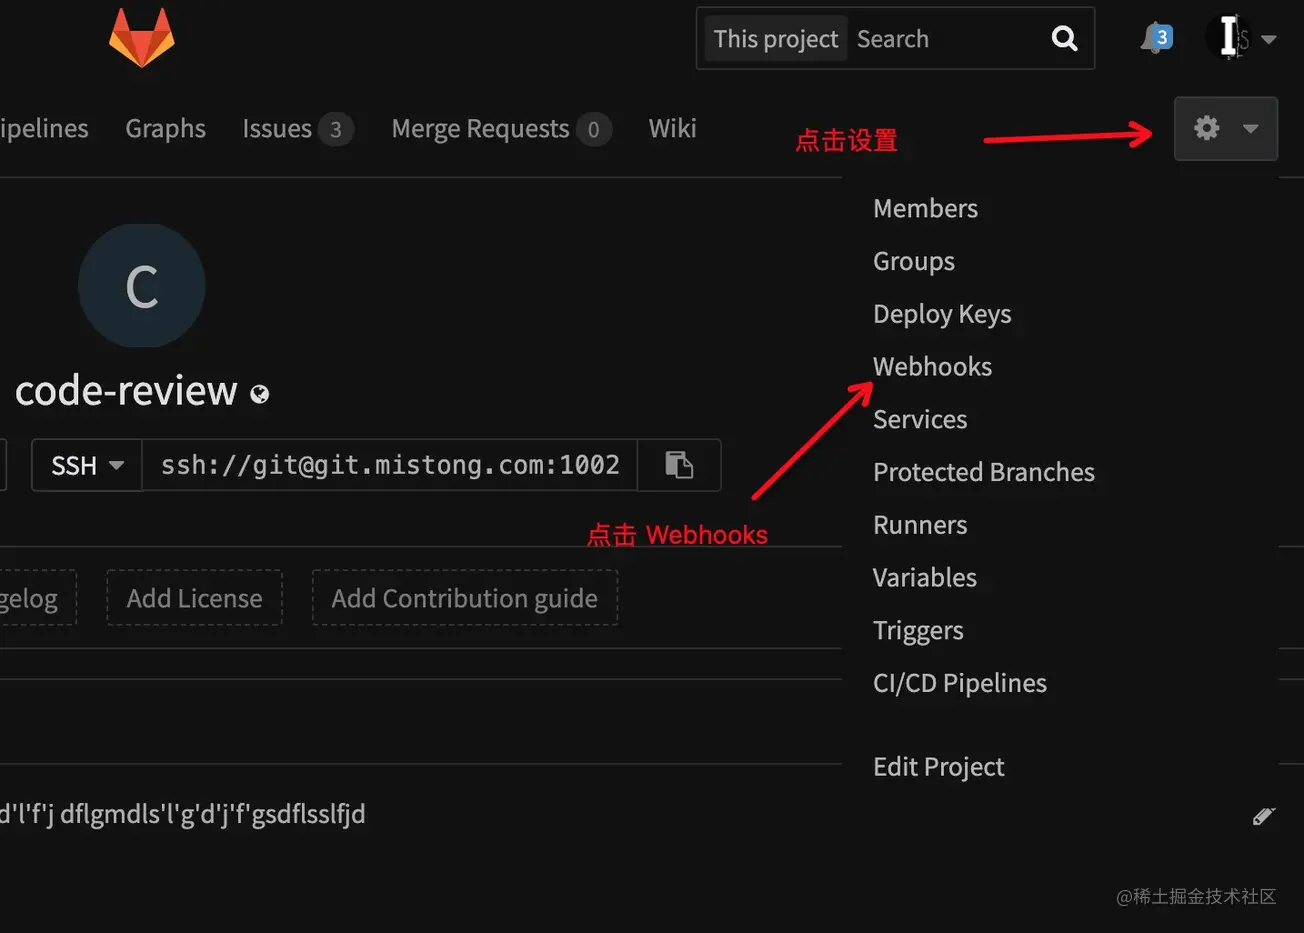 This project Search 3
ipelines Graphs Issues 3 Merge Requests 0 Wiki
点击设置
Members
Groups
Deploy Keys
Webhooks
Services
Protected Branches
Runners
Variables
Triggers
CI/CD Pipelines
Edit Project
C
code-review
SSH ssh://git@git.mistong.com:1002
点击 Webhooks
gelog Add License Add Contribution guide
d'l'f'j dflgmdls'l'g'd'j'f'gsdflsslfjd
@稀土掘金技术社区